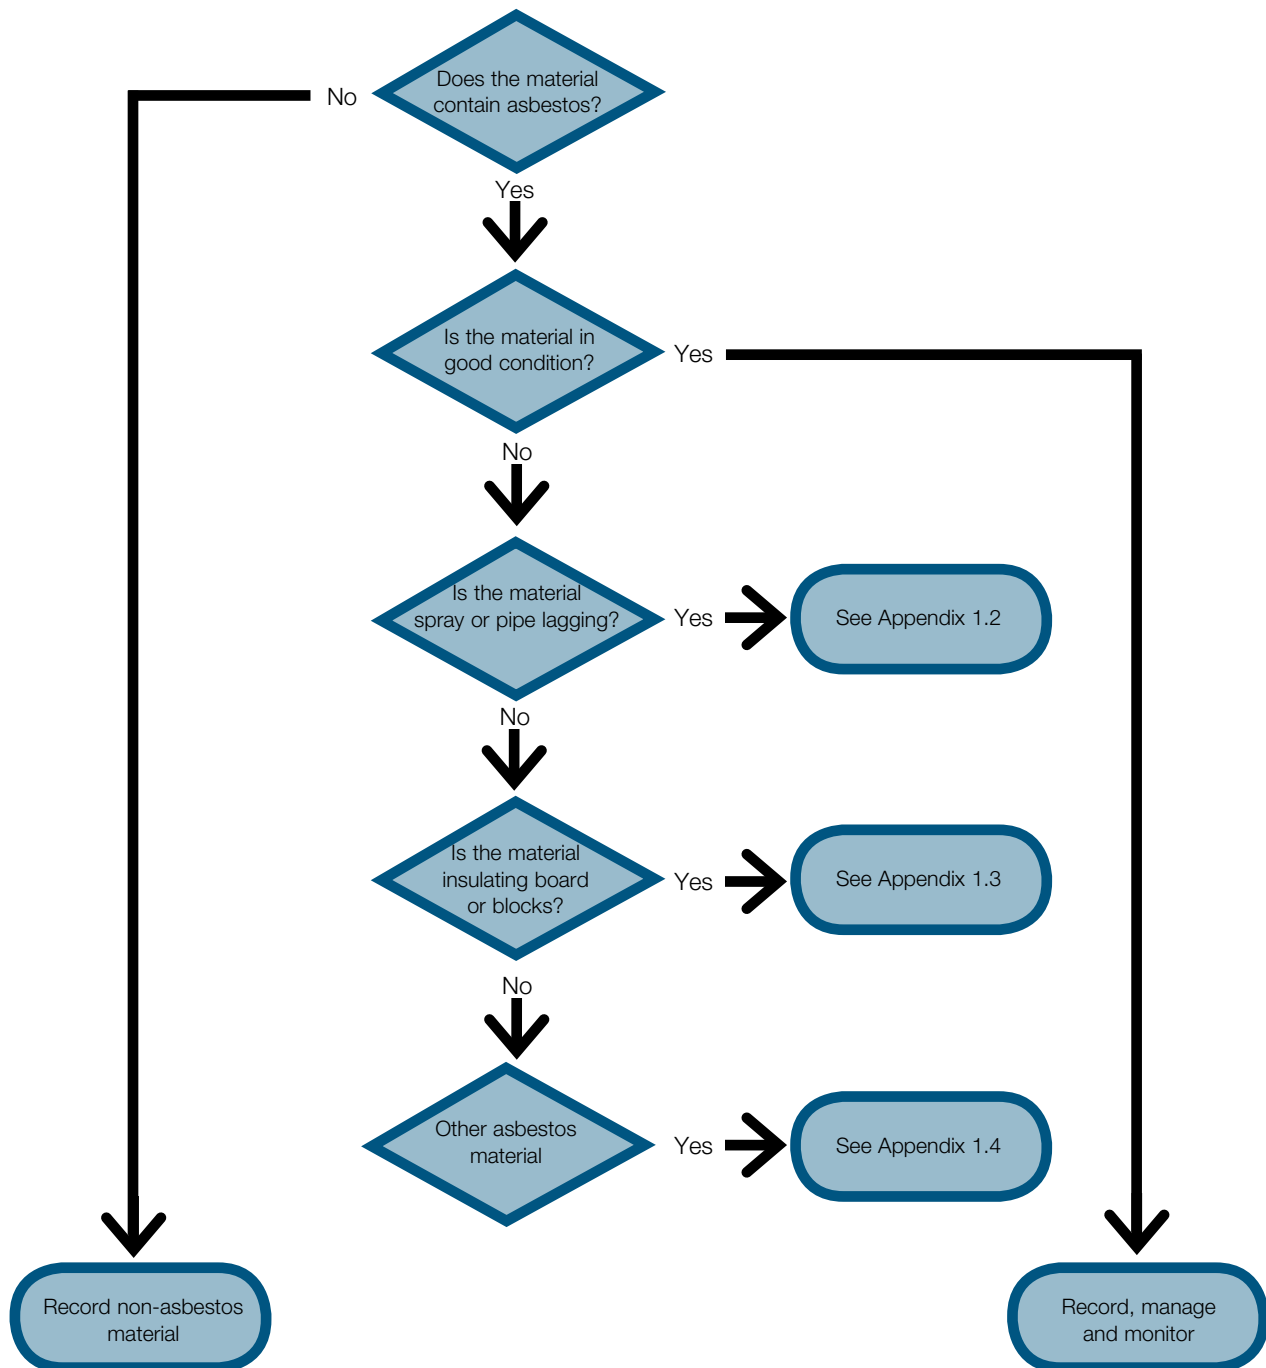 Does the material
contain asbestos?
No
Yes
Is the material in
good condition?
Yes
No
Is the material
spray or pipe lagging?
Yes
See Appendix 1.2
No
Is the material
insulating board
or blocks?
Yes
See Appendix 1.3
No
Other asbestos
material
Yes
See Appendix 1.4
Record non-asbestos
material
Record, manage
and monitor